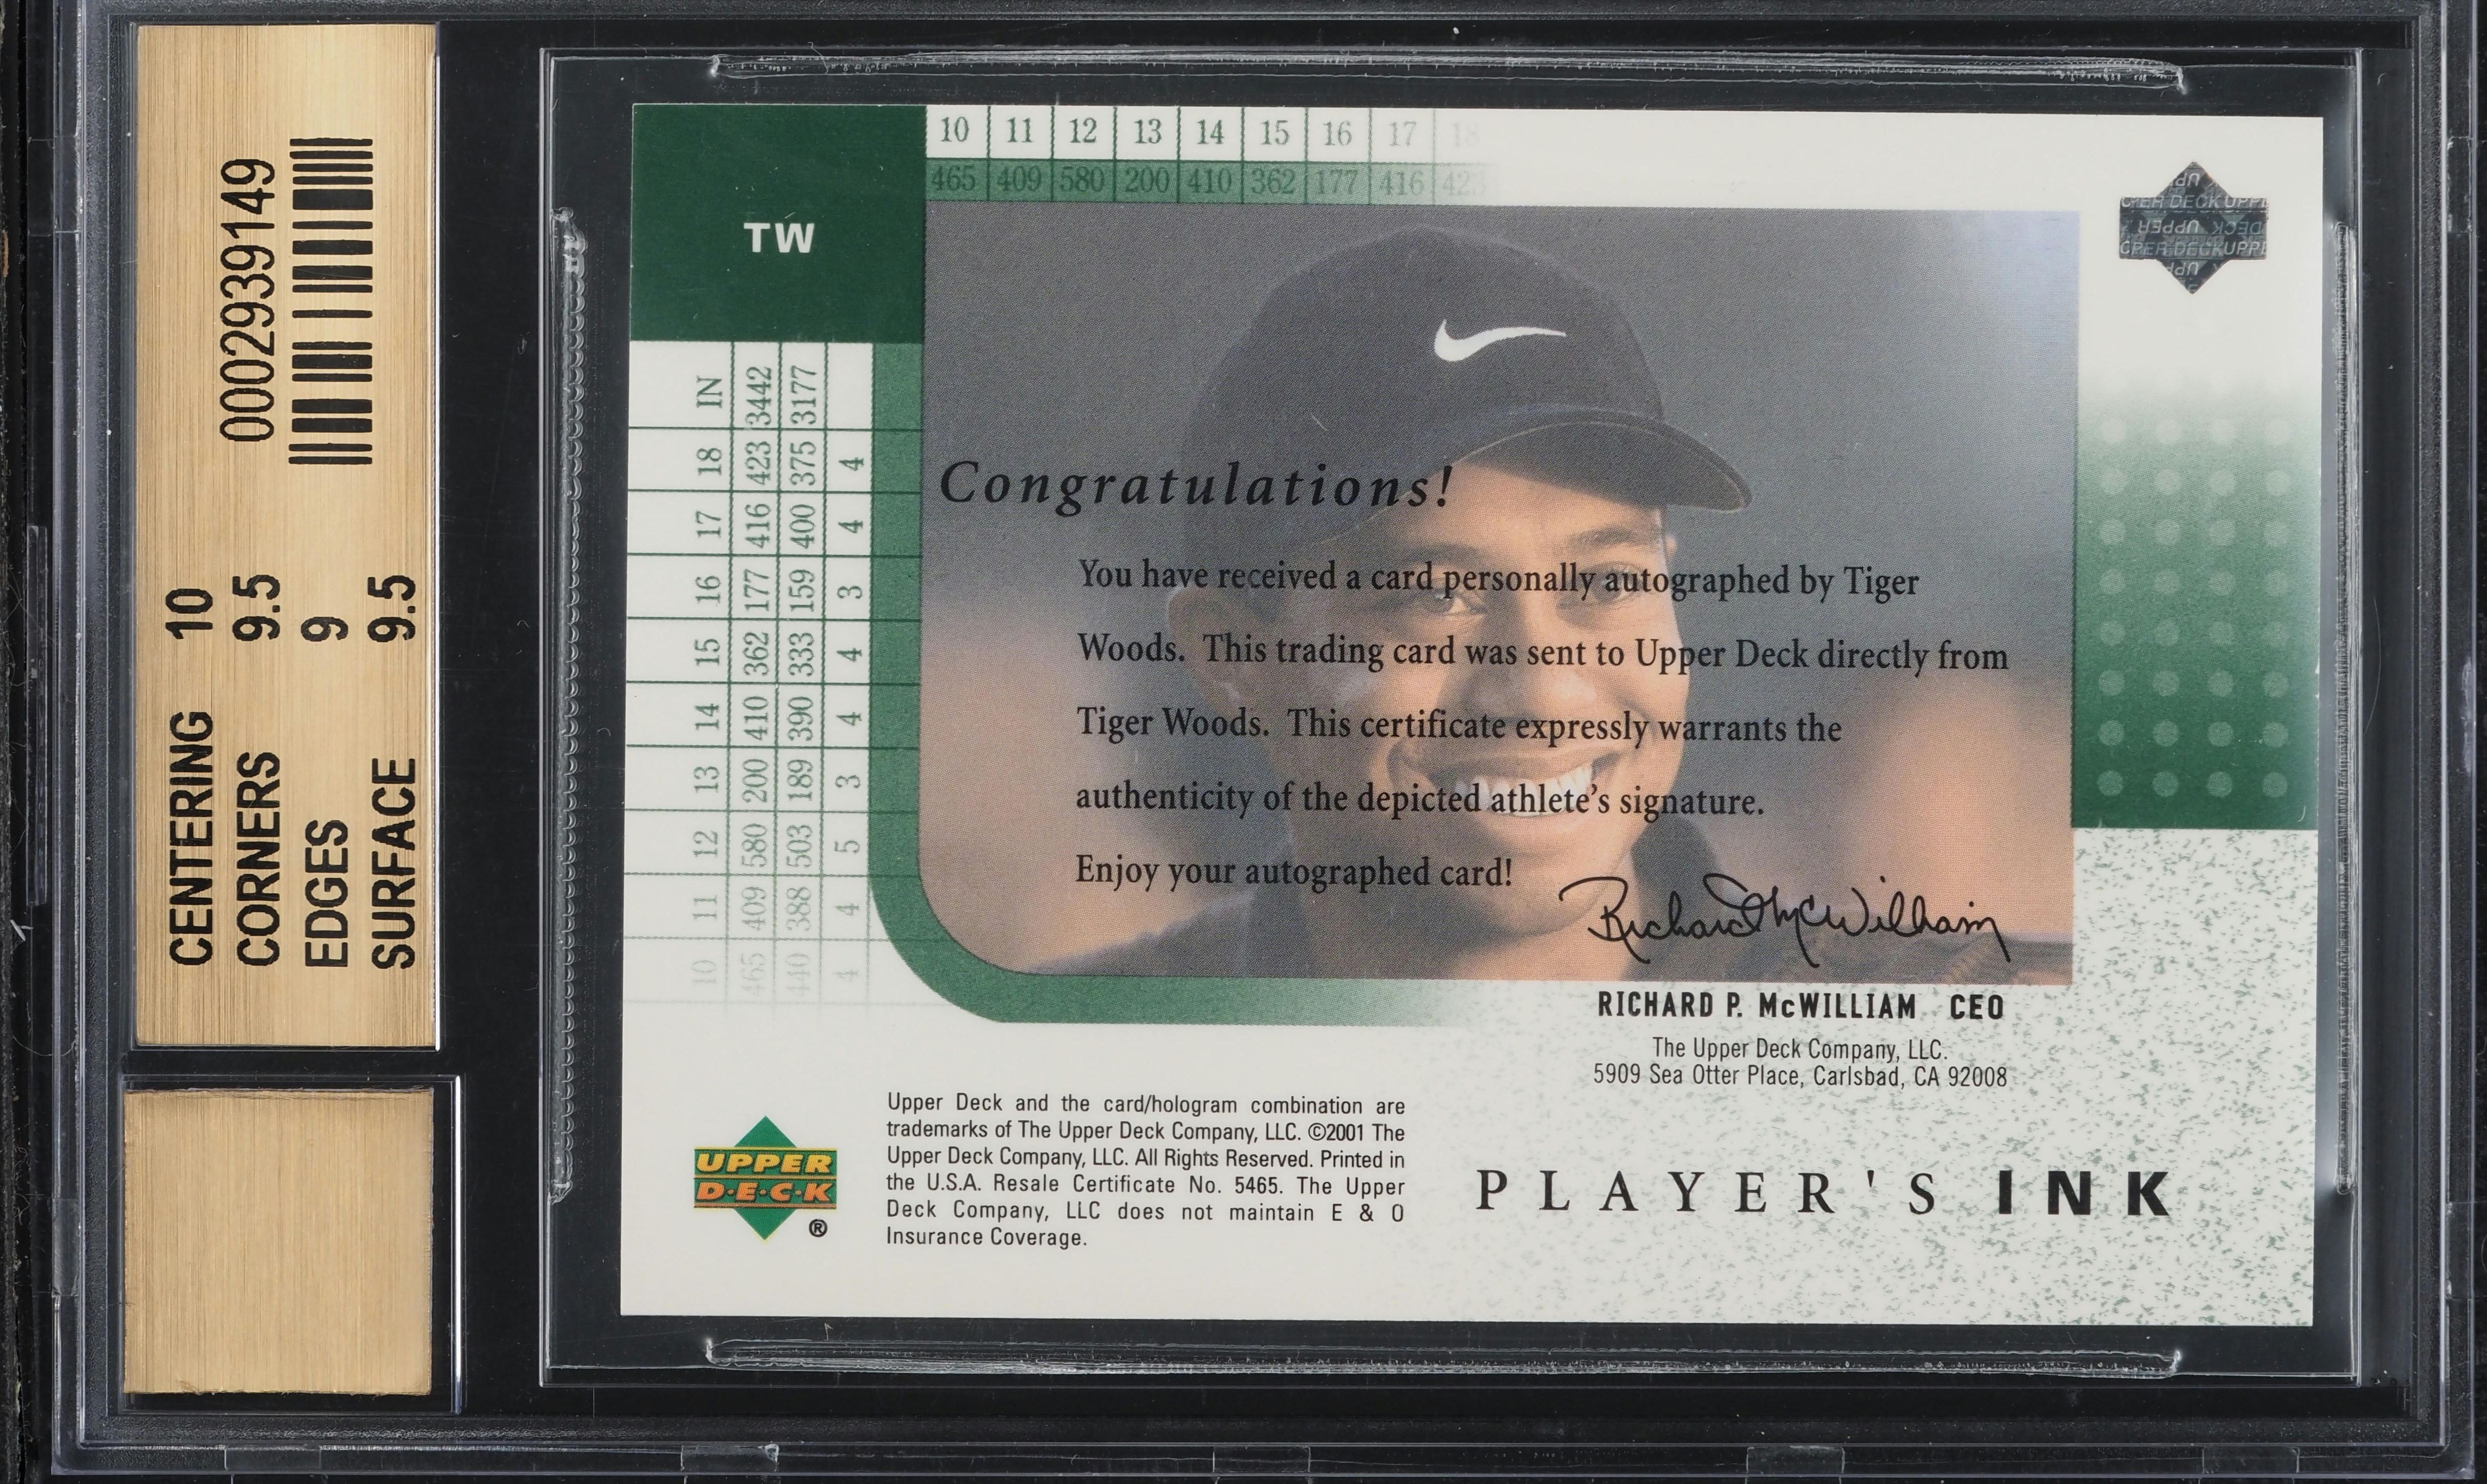 0002939149
CENTERING 10
CORNERS 9.5
EDGES 9
SURFACE 9.5
TW
10 11 12 13 14 15 16 17 18
465 409 580 200 410 362 177 416 423
10 11 12 13 14 15 16 17 18 IN
465 409 580 200 410 362 177 416 423 3442
440 388 503 189 390 333 159 400 375 3177
4 4 5 3 4 4 3 4 4
Congratulations!
You have received a card personally autographed by Tiger
Woods. This trading card was sent to Upper Deck directly from
Tiger Woods. This certificate expressly warrants the
authenticity of the depicted athlete's signature.
Enjoy your autographed card!
Richard McWilliam
RICHARD P. McWILLIAM CEO
The Upper Deck Company, LLC.
5909 Sea Otter Place, Carlsbad, CA 92008
UPPER
D·E·C·K
®
Upper Deck and the card/hologram combination are
trademarks of The Upper Deck Company, LLC. ©2001 The
Upper Deck Company, LLC. All Rights Reserved. Printed in
the U.S.A. Resale Certificate No. 5465. The Upper
Deck Company, LLC does not maintain E & O
Insurance Coverage.
PLAYER'S INK